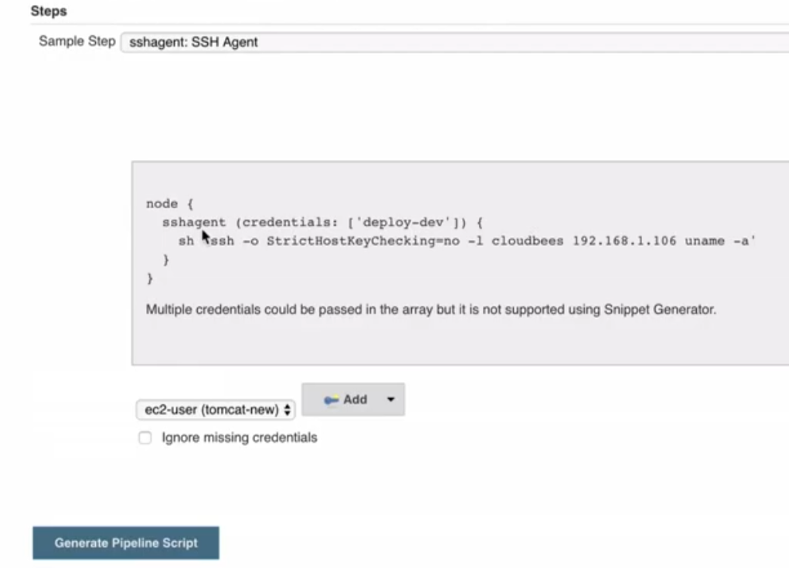 Steps
Sample Step sshagent: SSH Agent
node {
sshagent (credentials: ['deploy-dev']) {
sh 'ssh -o StrictHostKeyChecking=no -l cloudbees 192.168.1.106 uname -a'
}
}
Multiple credentials could be passed in the array but it is not supported using Snippet Generator.
ec2-user (tomcat-new) Add
Ignore missing credentials
Generate Pipeline Script